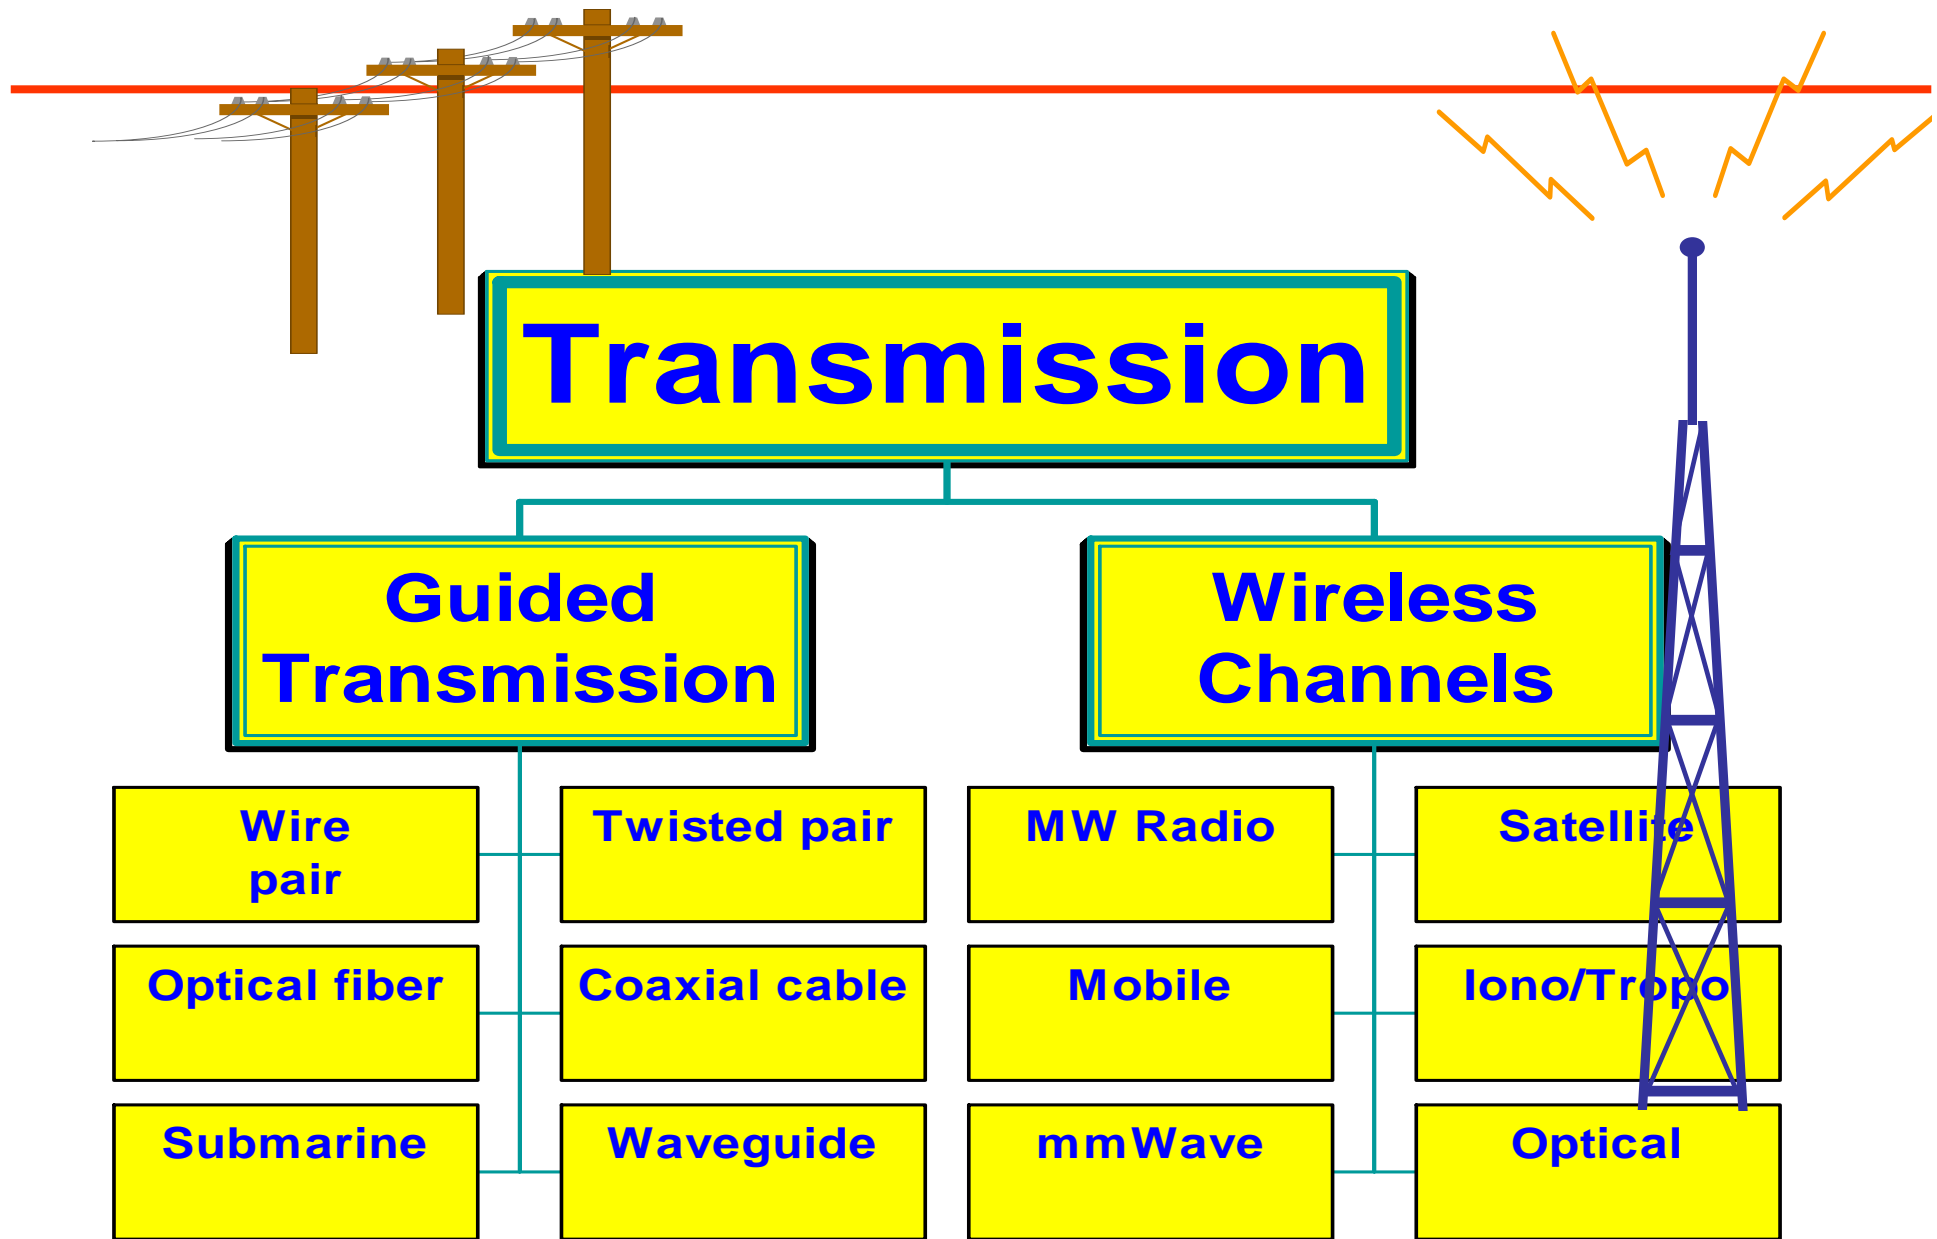 Transmission
Guided
Transmission
Wireless
Channels
Wire
pair
Twisted pair
MW Radio
Satellite
Optical fiber
Coaxial cable
Mobile
Iono/Tropo
Submarine
Waveguide
mmWave
Optical